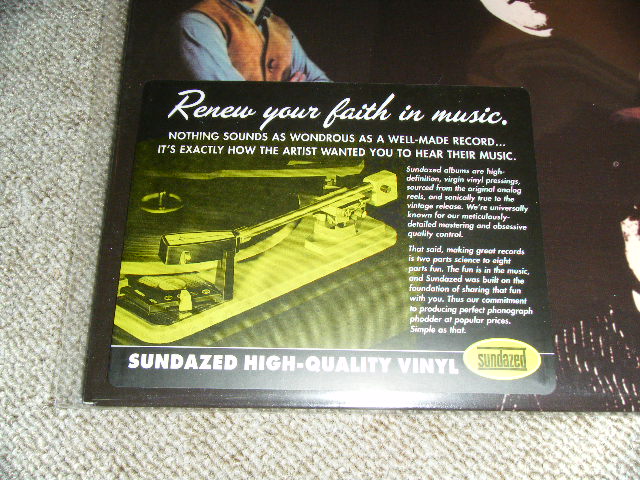 Renew your faith in music.
NOTHING SOUNDS AS WONDROUS AS A WELL-MADE RECORD...
IT'S EXACTLY HOW THE ARTIST WANTED YOU TO HEAR THEIR MUSIC.
Sundazed albums are high-
definition, virgin vinyl pressings,
sourced from the original analog
reels, and sonically true to the
vintage release. We're universally
known for our meticulously-
detailed mastering and obsessive
quality control.
That said, making great records
is two parts science to eight
parts fun. The fun is in the music,
and Sundazed was built on the
foundation of sharing that fun
with you. Thus our commitment
to producing perfect phonograph
phodder at popular prices.
Simple as that.
SUNDAZED HIGH-QUALITY VINYL
sundazed